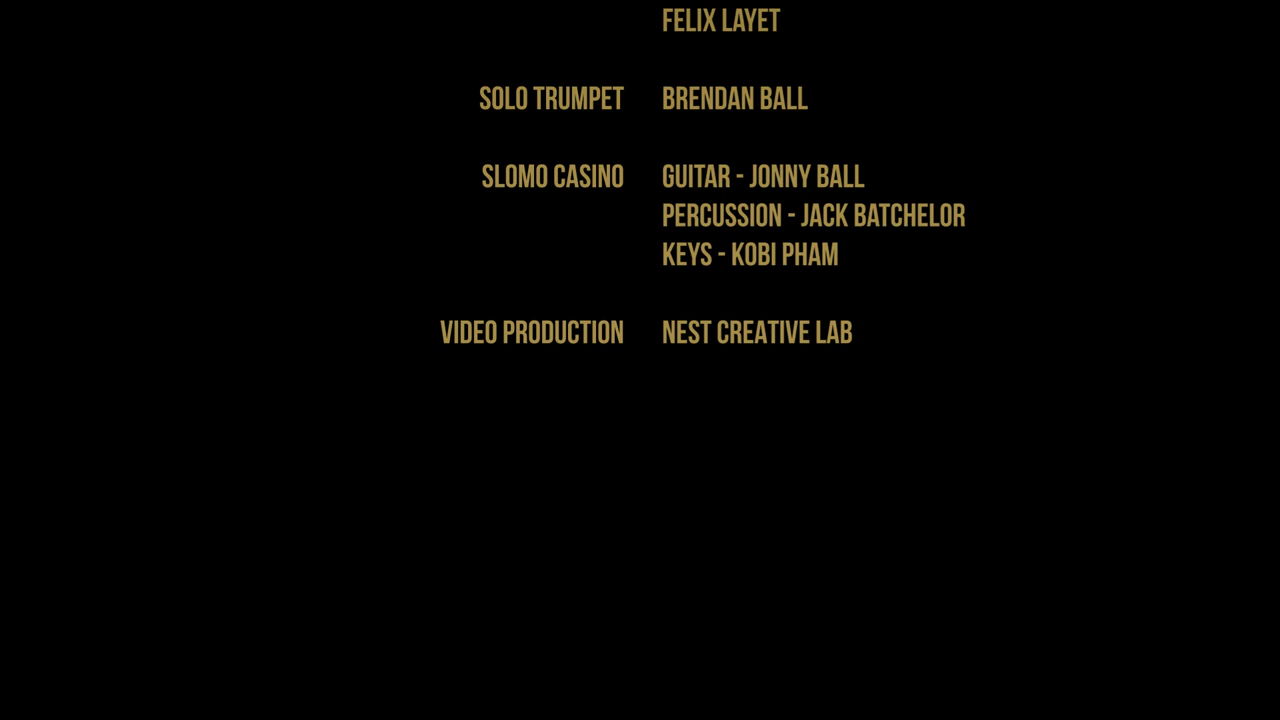 FELIX LAYET
SOLO TRUMPET BRENDAN BALL
SLOMO CASINO GUITAR - JONNY BALL
PERCUSSION - JACK BATCHELOR
KEYS - KOBI PHAM
VIDEO PRODUCTION NEST CREATIVE LAB